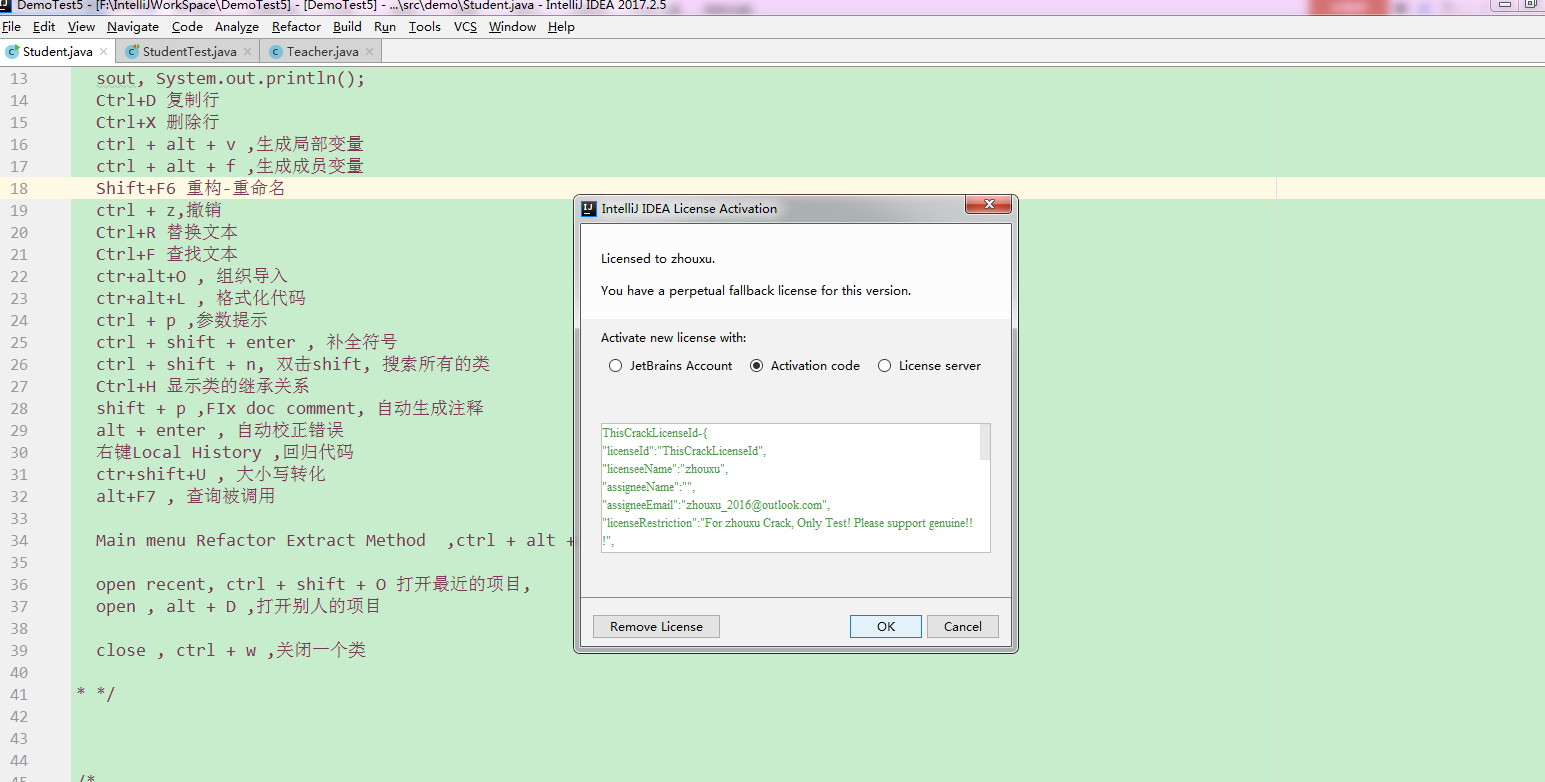 DemoTest5 - [F:\IntelliJWorkSpace\DemoTest5] - [DemoTest5] - ...\src\demo\Student.java - IntelliJ IDEA 2017.2.5
File Edit View Navigate Code Analyze Refactor Build Run Tools VCS Window Help
Student.java StudentTest.java Teacher.java
13 sout, System.out.println();
14 Ctrl+D 复制行
15 Ctrl+X 删除行
16 ctrl + alt + v ,生成局部变量
17 ctrl + alt + f ,生成成员变量
18 Shift+F6 重构-重命名
19 ctrl + z,撤销
20 Ctrl+R 替换文本
21 Ctrl+F 查找文本
22 ctr+alt+O , 组织导入
23 ctr+alt+L , 格式化代码
24 ctrl + p ,参数提示
25 ctrl + shift + enter , 补全符号
26 ctrl + shift + n, 双击shift, 搜索所有的类
27 Ctrl+H 显示类的继承关系
28 shift + p ,FIx doc comment, 自动生成注释
29 alt + enter , 自动校正错误
30 右键Local History ,回归代码
31 ctr+shift+U , 大小写转化
32 alt+F7 , 查询被调用
33
34 Main menu Refactor Extract Method ,ctrl + alt +
35
36 open recent, ctrl + shift + O 打开最近的项目,
37 open , alt + D ,打开别人的项目
38
39 close , ctrl + w ,关闭一个类
40
41 * */
42
43
44
45 /*
IntelliJ IDEA License Activation
Licensed to zhouxu.
You have a perpetual fallback license for this version.
Activate new license with:
JetBrains Account Activation code License server
ThisCrackLicenseId-{
"licenseId":"ThisCrackLicenseId",
"licenseeName":"zhouxu",
"assigneeName":"",
"assigneeEmail":"zhouxu_2016@outlook.com",
"licenseRestriction":"For zhouxu Crack, Only Test! Please support genuine!!
!",
Remove License OK Cancel